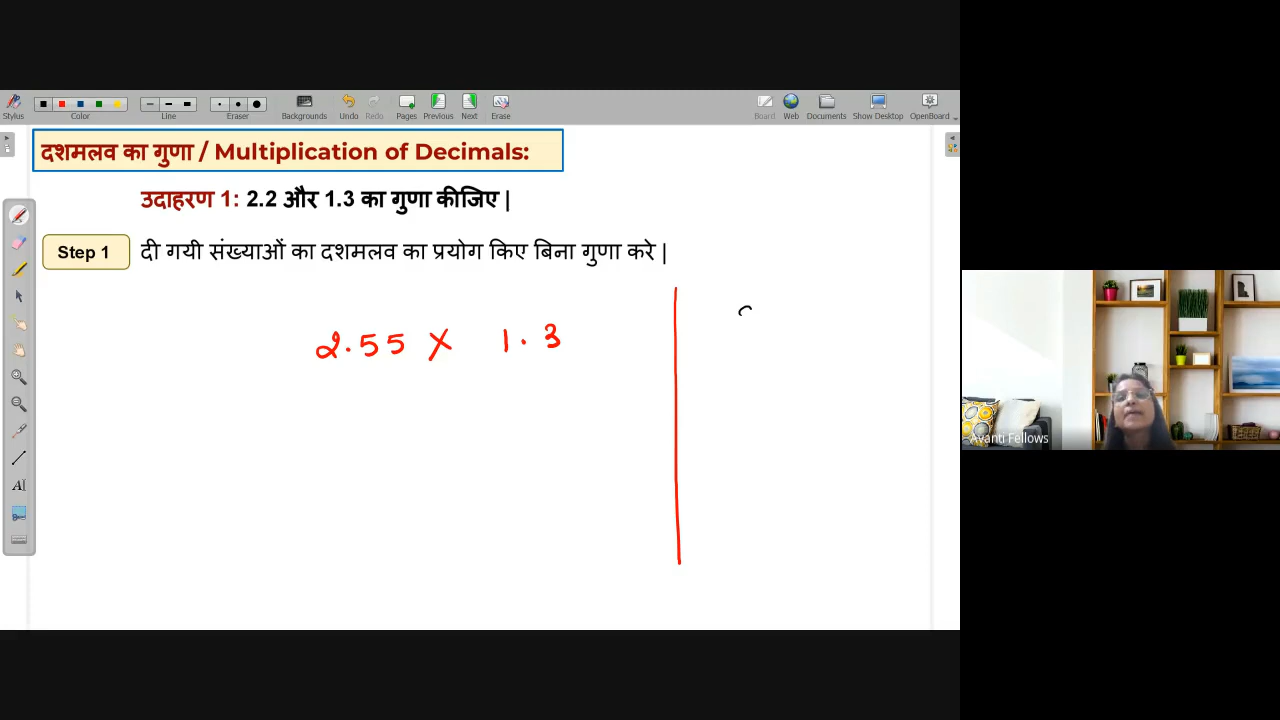 Stylus
Color
Line
Eraser
Backgrounds
Undo
Redo
Pages
Previous
Next
Erase
Board
Web
Documents
Show Desktop
OpenBoard
दशमलव का गुणा / Multiplication of Decimals:
उदाहरण 1: 2.2 और 1.3 का गुणा कीजिए |
Step 1 दी गयी संख्याओं का दशमलव का प्रयोग किए बिना गुणा करे |
2.55 × 1.3
Avanti Fellows